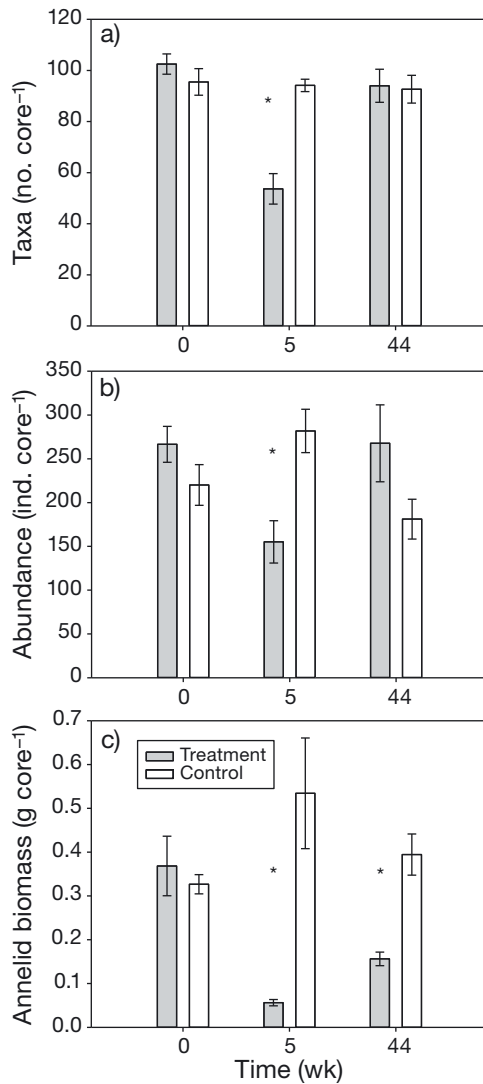 a)
Taxa (no. core⁻¹)
120
100
80
60
40
20
0
*
0 5 44
b)
Abundance (ind. core⁻¹)
350
300
250
200
150
100
50
0
*
0 5 44
c)
Annelid biomass (g core⁻¹)
0.7
0.6
0.5
0.4
0.3
0.2
0.1
0.0
Treatment
Control
* *
0 5 44
Time (wk)